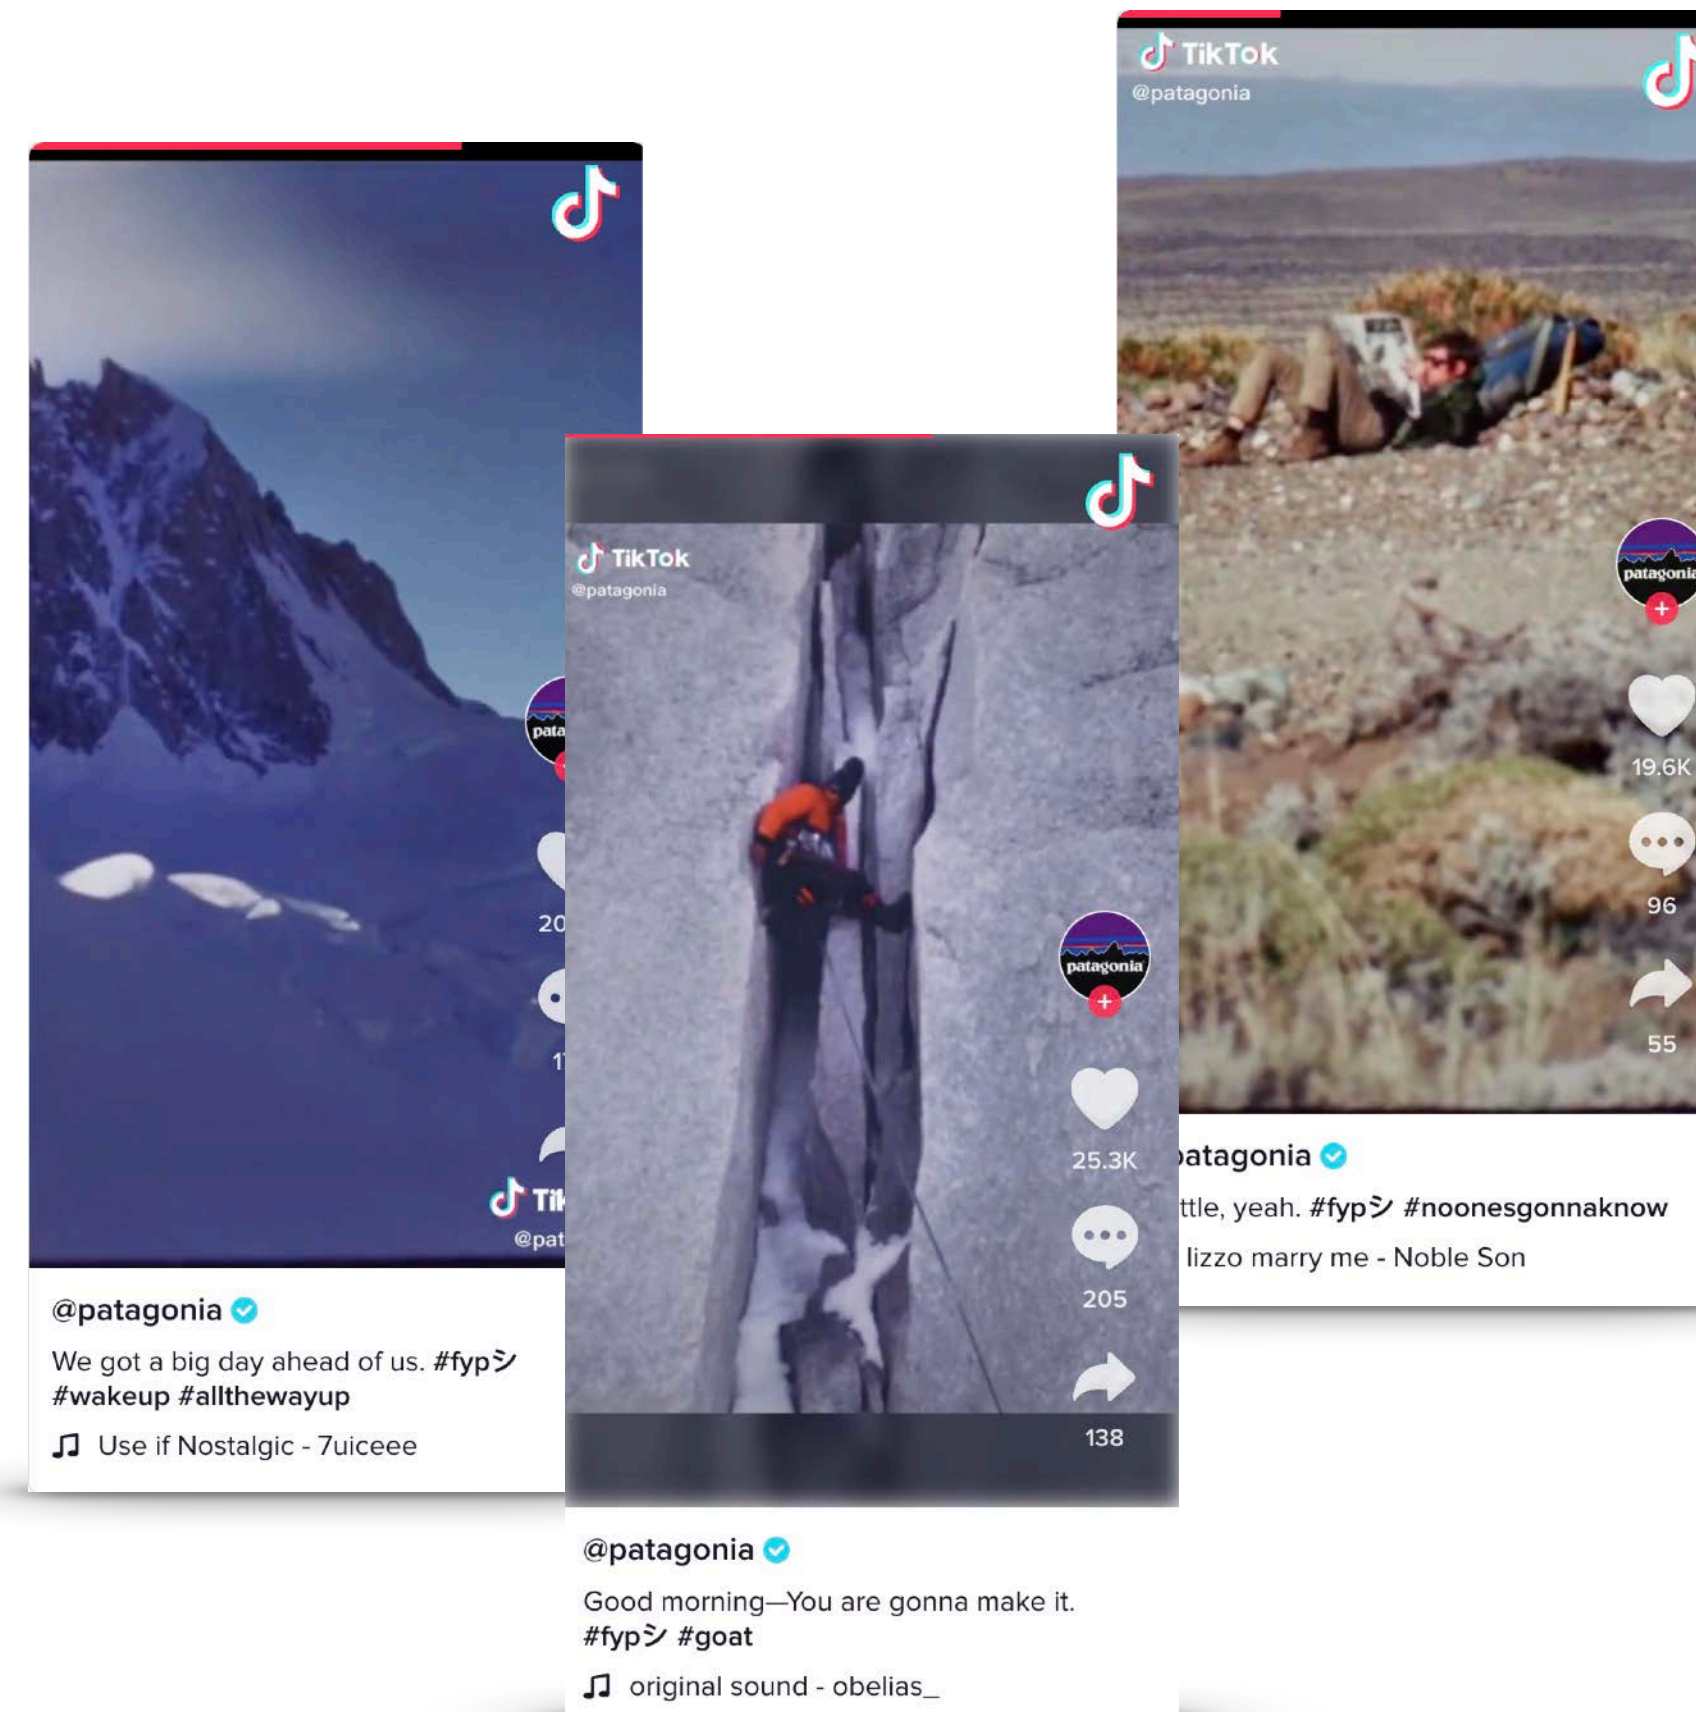 @patagonia
We got a big day ahead of us. #fypシ
#wakeup #allthewayup
Use if Nostalgic - 7uiceee
TikTok
@patagonia
patagonia
25.3K
205
138
@patagonia
Good morning—You are gonna make it.
#fypシ #goat
original sound - obelias_
TikTok
@patagonia
patagonia
19.6K
96
55
patagonia
yeah. #fypシ #noonesgonnaknow
lizzo marry me - Noble Son